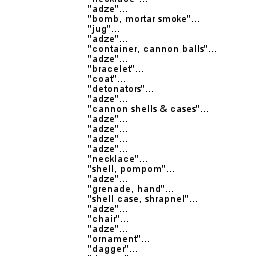 "necklace"...
"adze"...
"bomb, mortar smoke"...
"jug"...
"adze"...
"container, cannon balls"...
"adze"...
"bracelet"...
"coat"...
"detonators"...
"adze"...
"cannon shells & cases"...
"adze"...
"adze"...
"adze"...
"adze"...
"necklace"...
"shell, pompom"...
"adze"...
"grenade, hand"...
"shell case, shrapnel"...
"adze"...
"chair"...
"adze"...
"ornament"...
"dagger"...